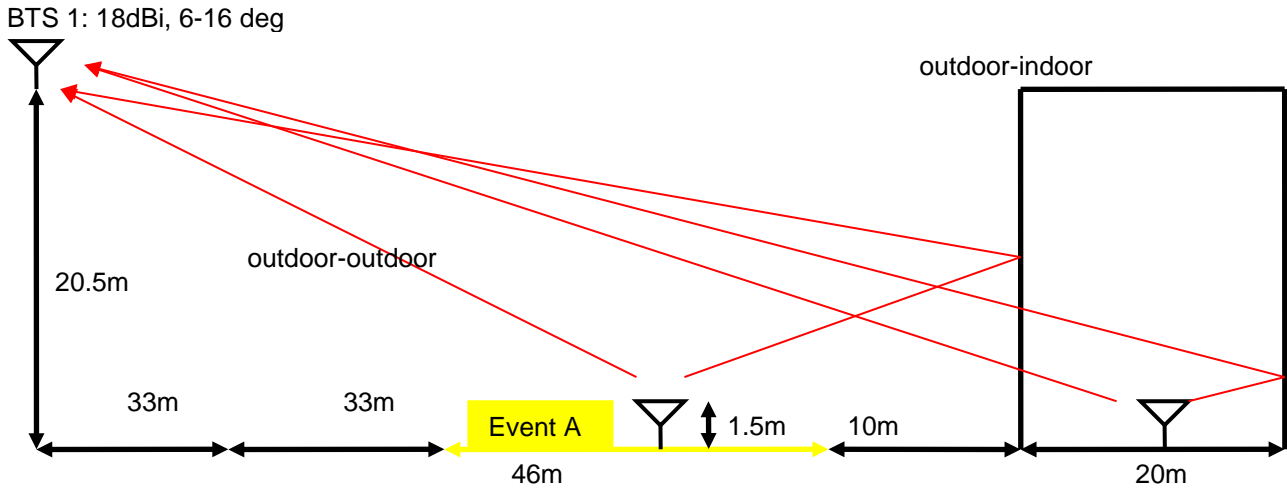 BTS 1: 18dBi, 6-16 deg
outdoor-indoor
outdoor-outdoor
20.5m
33m
33m
Event A
1.5m
10m
46m
20m